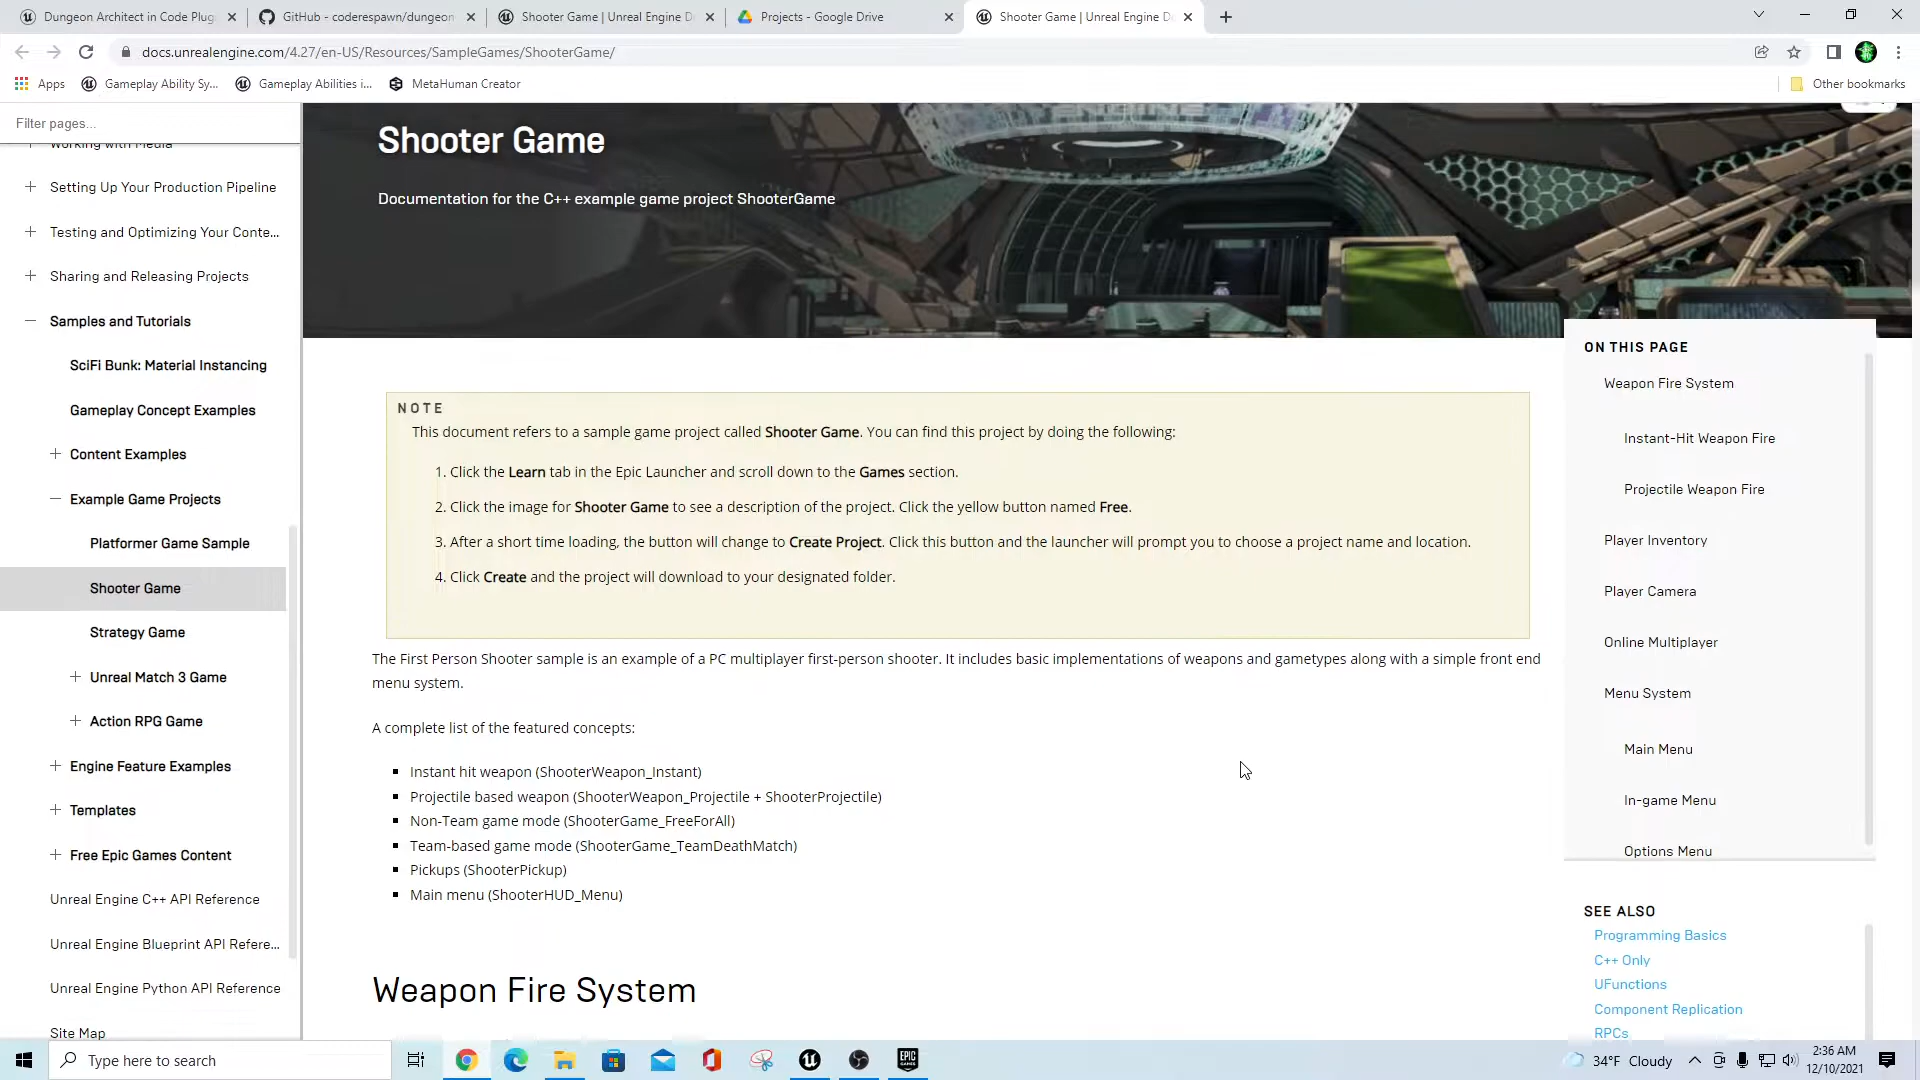 Dungeon Architect in Code Plug
GitHub - coderespawn/dungeon
Shooter Game | Unreal Engine D
Projects - Google Drive
Shooter Game | Unreal Engine D
docs.unrealengine.com/4.27/en-US/Resources/SampleGames/ShooterGame/
Apps
Gameplay Ability Sy...
Gameplay Abilities i...
MetaHuman Creator
Other bookmarks
Filter pages...
Working with Media
Setting Up Your Production Pipeline
Testing and Optimizing Your Conte...
Sharing and Releasing Projects
Samples and Tutorials
SciFi Bunk: Material Instancing
Gameplay Concept Examples
Content Examples
Example Game Projects
Platformer Game Sample
Shooter Game
Strategy Game
Unreal Match 3 Game
Action RPG Game
Engine Feature Examples
Templates
Free Epic Games Content
Unreal Engine C++ API Reference
Unreal Engine Blueprint API Refere...
Unreal Engine Python API Reference
Site Map
Shooter Game
Documentation for the C++ example game project ShooterGame
NOTE
This document refers to a sample game project called Shooter Game. You can find this project by doing the following:
1. Click the Learn tab in the Epic Launcher and scroll down to the Games section.
2. Click the image for Shooter Game to see a description of the project. Click the yellow button named Free.
3. After a short time loading, the button will change to Create Project. Click this button and the launcher will prompt you to choose a project name and location.
4. Click Create and the project will download to your designated folder.
The First Person Shooter sample is an example of a PC multiplayer first-person shooter. It includes basic implementations of weapons and gametypes along with a simple front end
menu system.
A complete list of the featured concepts:
Instant hit weapon (ShooterWeapon_Instant)
Projectile based weapon (ShooterWeapon_Projectile + ShooterProjectile)
Non-Team game mode (ShooterGame_FreeForAll)
Team-based game mode (ShooterGame_TeamDeathMatch)
Pickups (ShooterPickup)
Main menu (ShooterHUD_Menu)
Weapon Fire System
ON THIS PAGE
Weapon Fire System
Instant-Hit Weapon Fire
Projectile Weapon Fire
Player Inventory
Player Camera
Online Multiplayer
Menu System
Main Menu
In-game Menu
Options Menu
SEE ALSO
Programming Basics
C++ Only
UFunctions
Component Replication
RPCs
Type here to search
EPIC
GAMES
34°F Cloudy
2:36 AM
12/10/2021